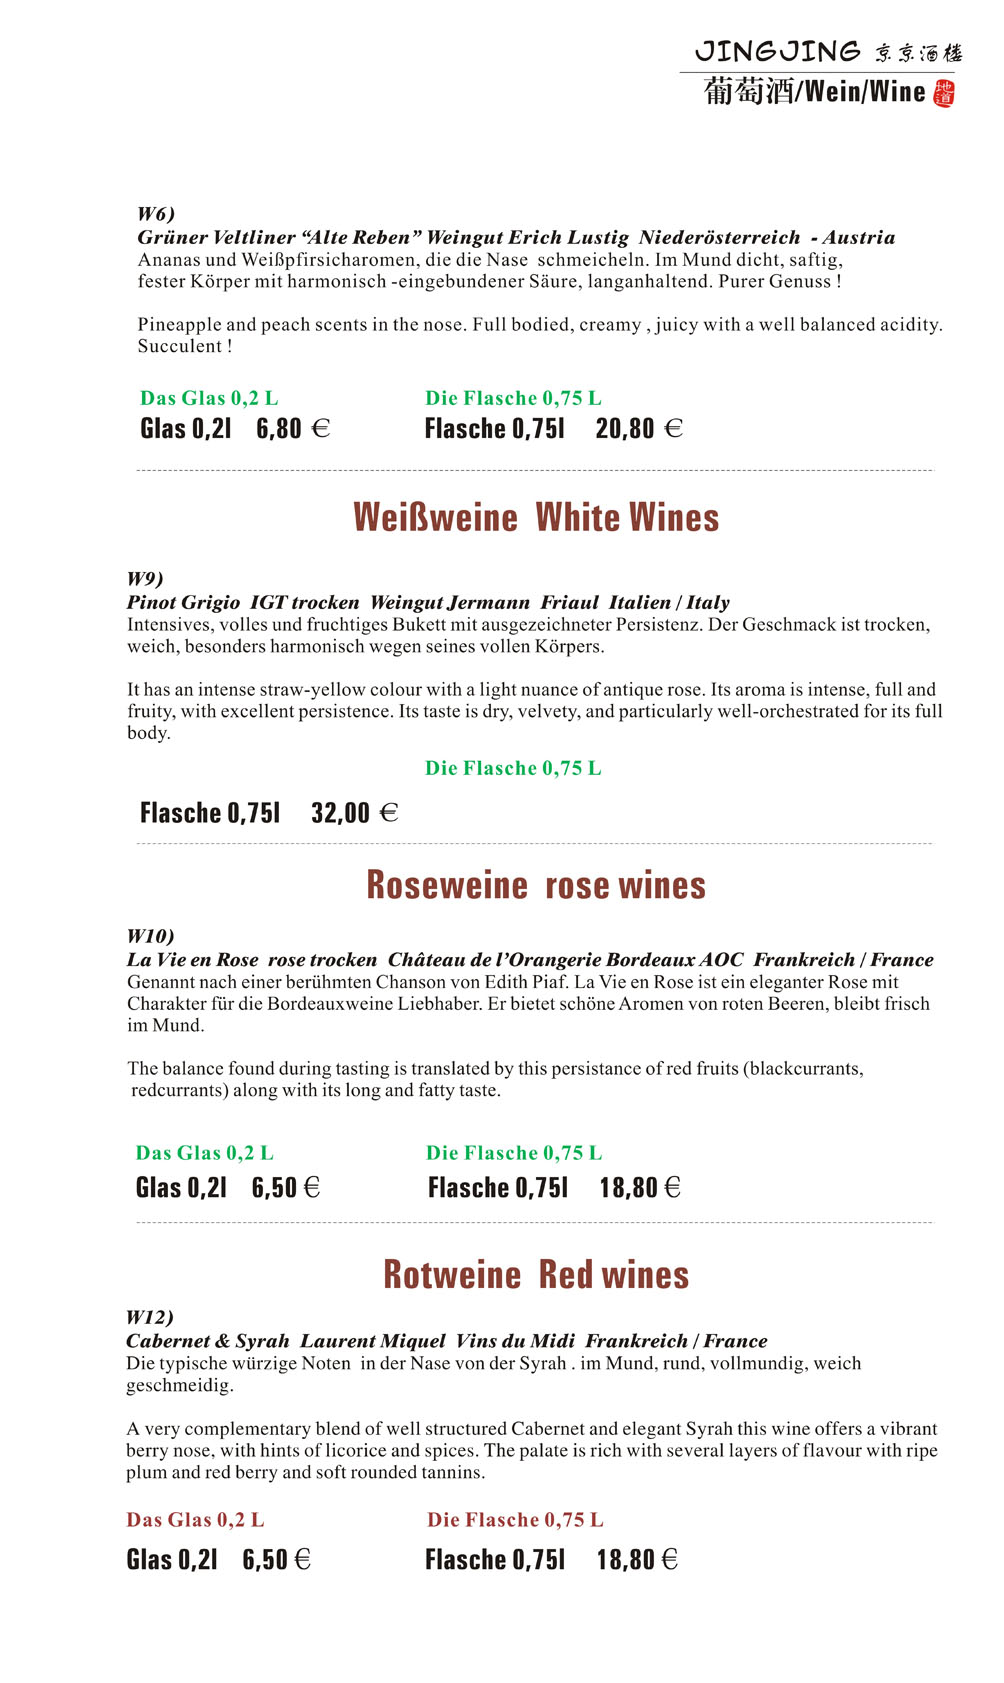 JINGJING 京京酒楼
葡萄酒/Wein/Wine 地道
W6)
Grüner Veltliner “Alte Reben” Weingut Erich Lustig Niederösterreich - Austria
Ananas und Weißpfirsicharomen, die die Nase schmeicheln. Im Mund dicht, saftig,
fester Körper mit harmonisch -eingebundener Säure, langanhaltend. Purer Genuss !
Pineapple and peach scents in the nose. Full bodied, creamy , juicy with a well balanced acidity.
Succulent !
Das Glas 0,2 L Die Flasche 0,75 L
Glas 0,2l 6,80 € Flasche 0,75l 20,80 €
Weißweine White Wines
W9)
Pinot Grigio IGT trocken Weingut Jermann Friaul Italien / Italy
Intensives, volles und fruchtiges Bukett mit ausgezeichneter Persistenz. Der Geschmack ist trocken,
weich, besonders harmonisch wegen seines vollen Körpers.
It has an intense straw-yellow colour with a light nuance of antique rose. Its aroma is intense, full and
fruity, with excellent persistence. Its taste is dry, velvety, and particularly well-orchestrated for its full
body.
Die Flasche 0,75 L
Flasche 0,75l 32,00 €
Roseweine rose wines
W10)
La Vie en Rose rose trocken Château de l’Orangerie Bordeaux AOC Frankreich / France
Genannt nach einer berühmten Chanson von Edith Piaf. La Vie en Rose ist ein eleganter Rose mit
Charakter für die Bordeauxweine Liebhaber. Er bietet schöne Aromen von roten Beeren, bleibt frisch
im Mund.
The balance found during tasting is translated by this persistance of red fruits (blackcurrants,
redcurrants) along with its long and fatty taste.
Das Glas 0,2 L Die Flasche 0,75 L
Glas 0,2l 6,50 € Flasche 0,75l 18,80 €
Rotweine Red wines
W12)
Cabernet & Syrah Laurent Miquel Vins du Midi Frankreich / France
Die typische würzige Noten in der Nase von der Syrah . im Mund, rund, vollmundig, weich
geschmeidig.
A very complementary blend of well structured Cabernet and elegant Syrah this wine offers a vibrant
berry nose, with hints of licorice and spices. The palate is rich with several layers of flavour with ripe
plum and red berry and soft rounded tannins.
Das Glas 0,2 L Die Flasche 0,75 L
Glas 0,2l 6,50 € Flasche 0,75l 18,80 €